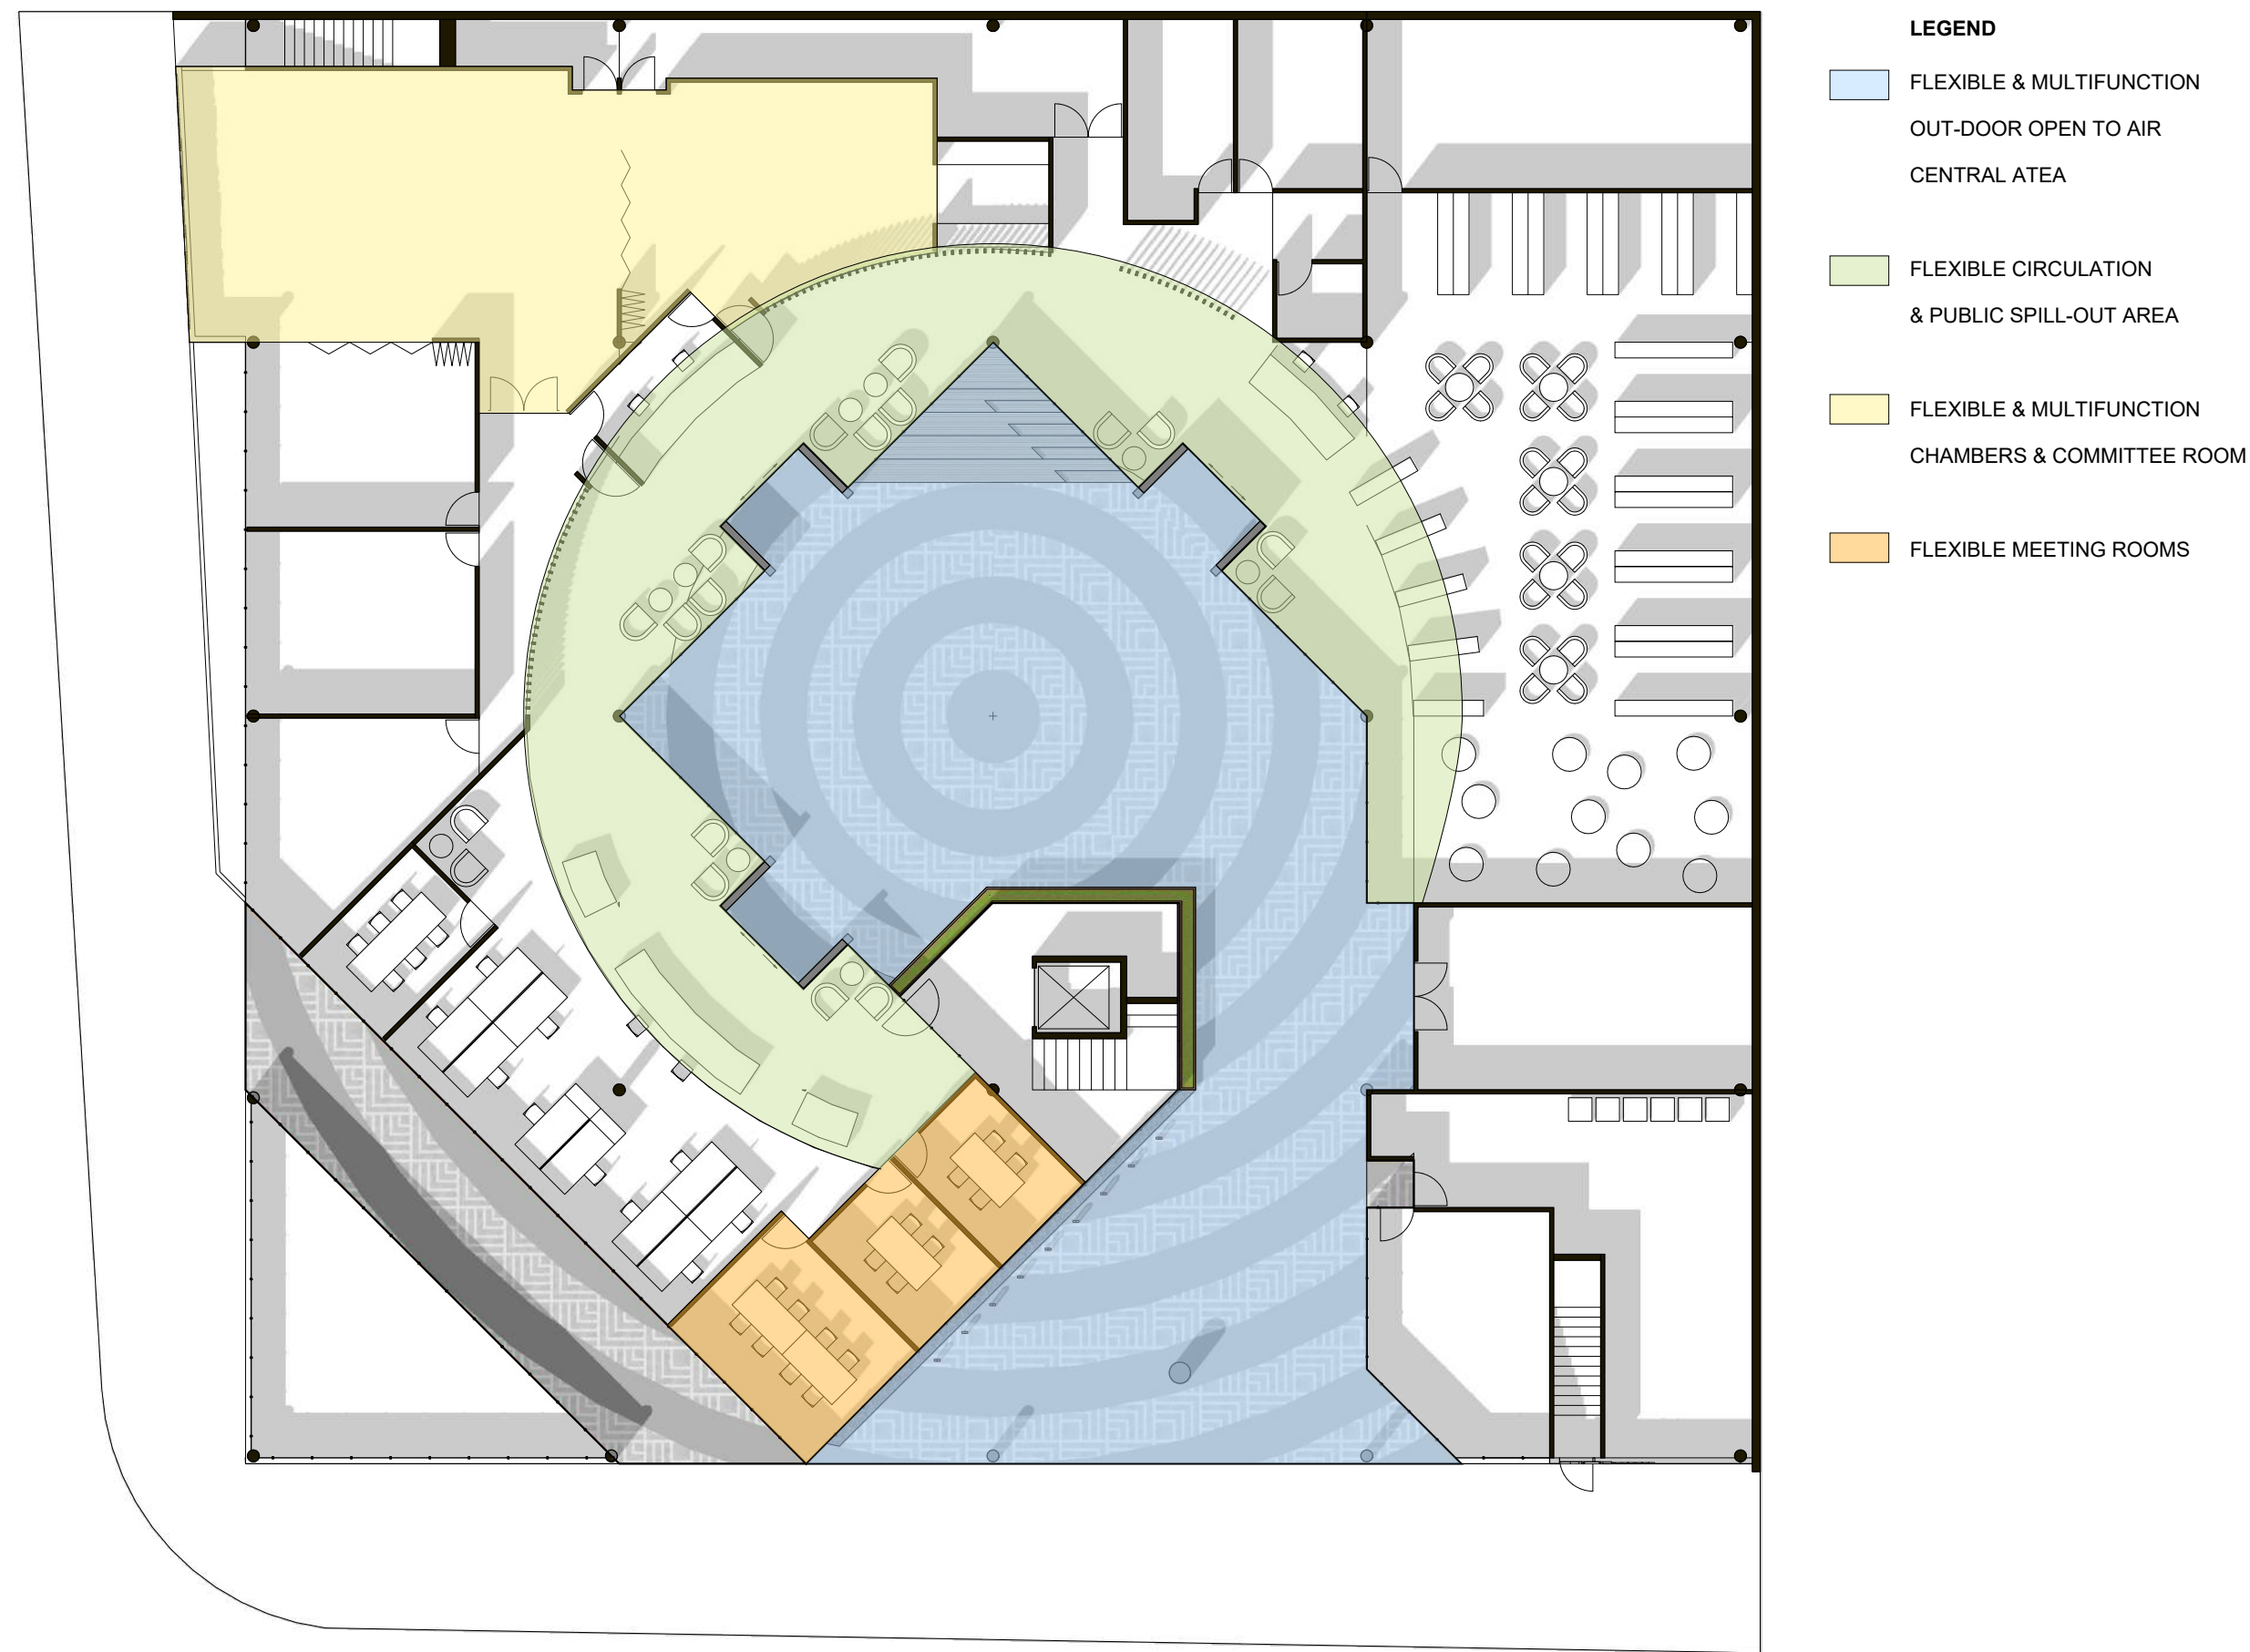 LEGEND
FLEXIBLE & MULTIFUNCTION
OUT-DOOR OPEN TO AIR
CENTRAL ATEA
FLEXIBLE CIRCULATION
& PUBLIC SPILL-OUT AREA
FLEXIBLE & MULTIFUNCTION
CHAMBERS & COMMITTEE ROOM
FLEXIBLE MEETING ROOMS